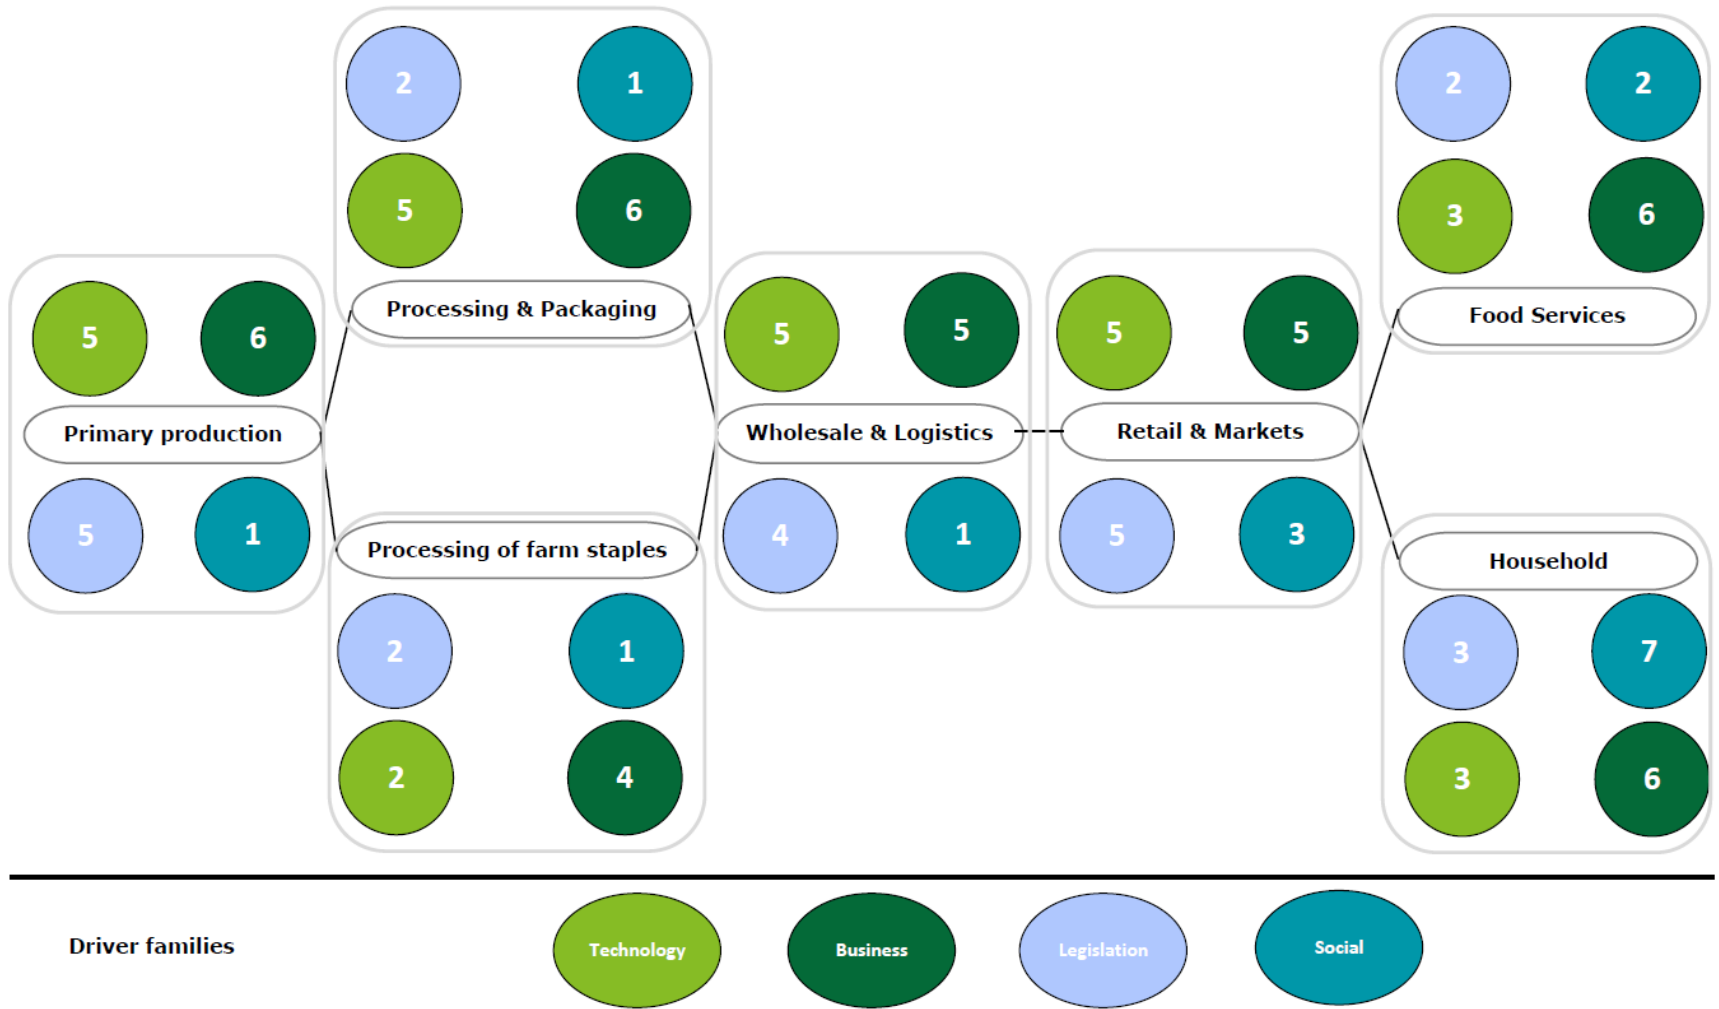 2
1
5
6
Processing & Packaging
2
2
3
6
Food Services
5
6
Primary production
5
1
5
5
Wholesale & Logistics
4
1
5
5
Retail & Markets
5
3
Processing of farm staples
2
1
2
4
Household
3
7
3
6
Driver families
Technology
Business
Legislation
Social